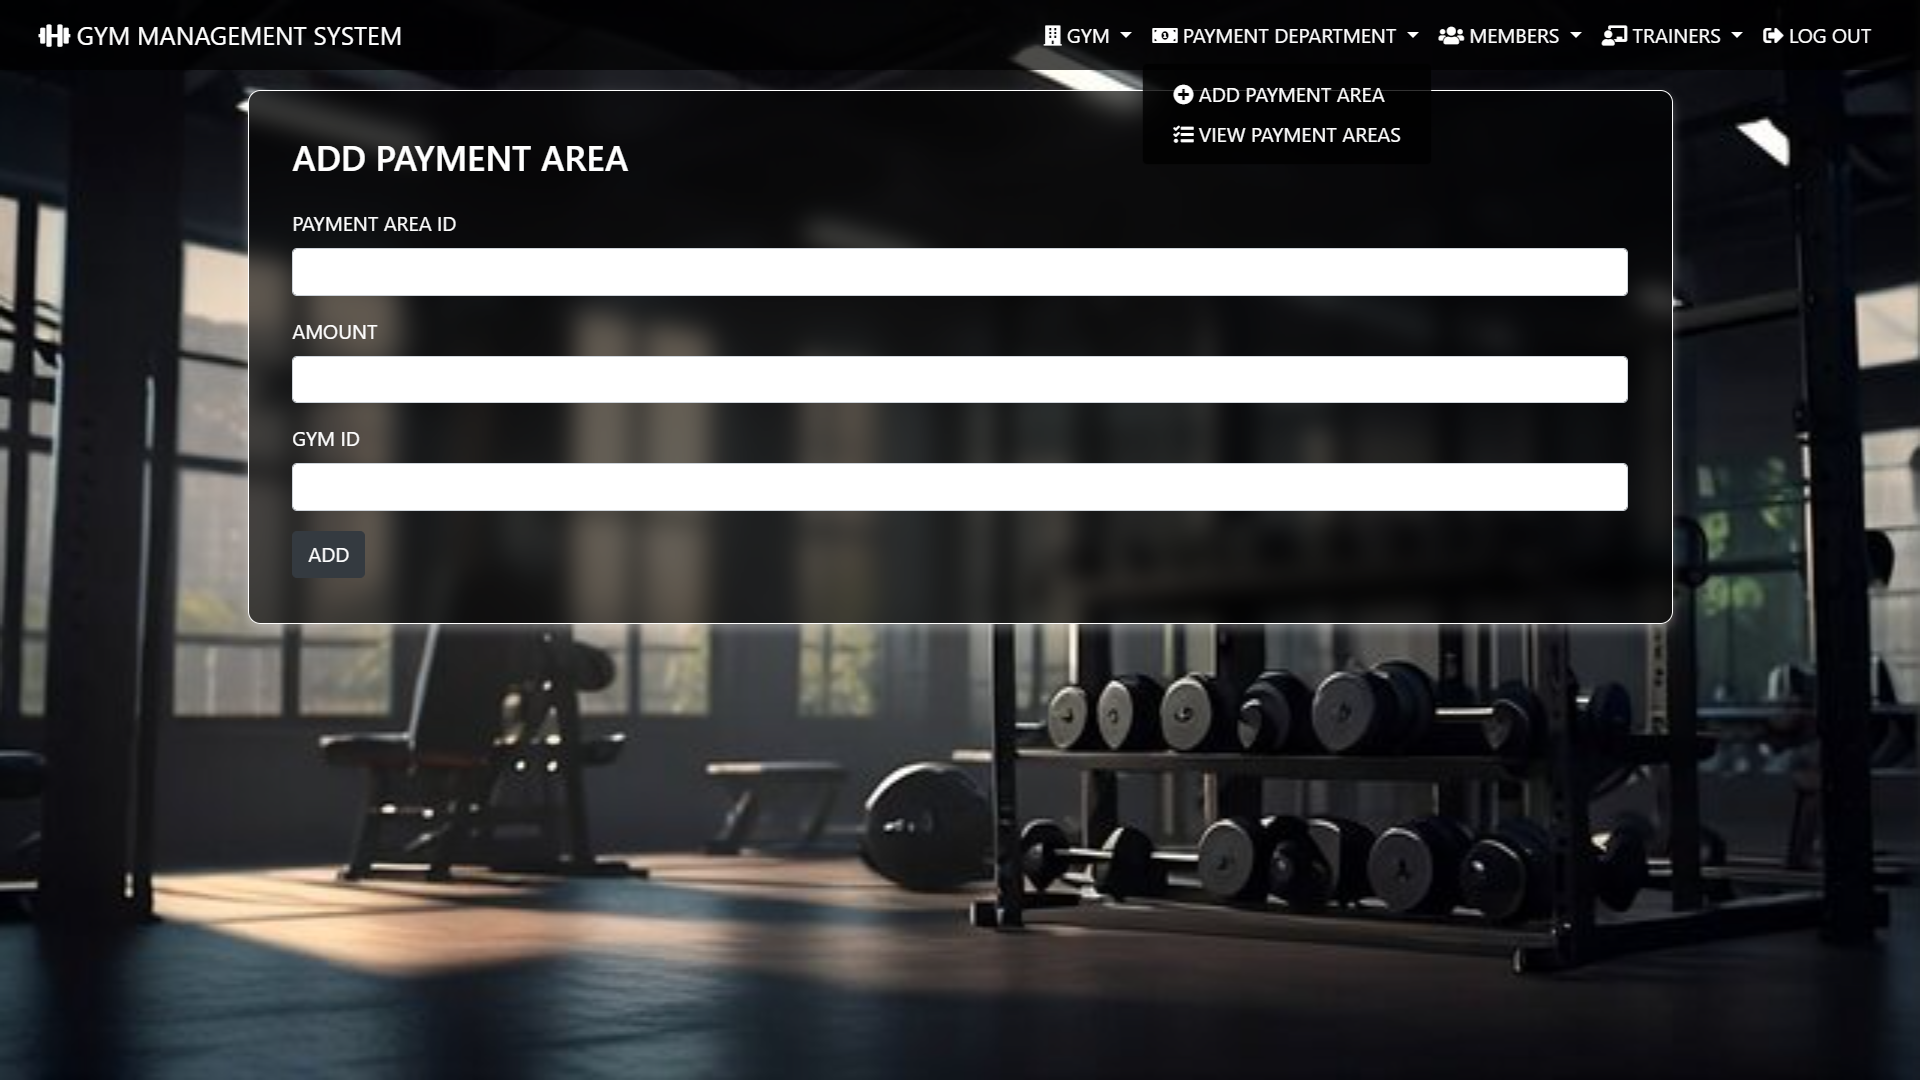 GYM MANAGEMENT SYSTEM
GYM
PAYMENT DEPARTMENT
MEMBERS
TRAINERS
LOG OUT
ADD PAYMENT AREA
VIEW PAYMENT AREAS
ADD PAYMENT AREA
PAYMENT AREA ID
AMOUNT
GYM ID
ADD